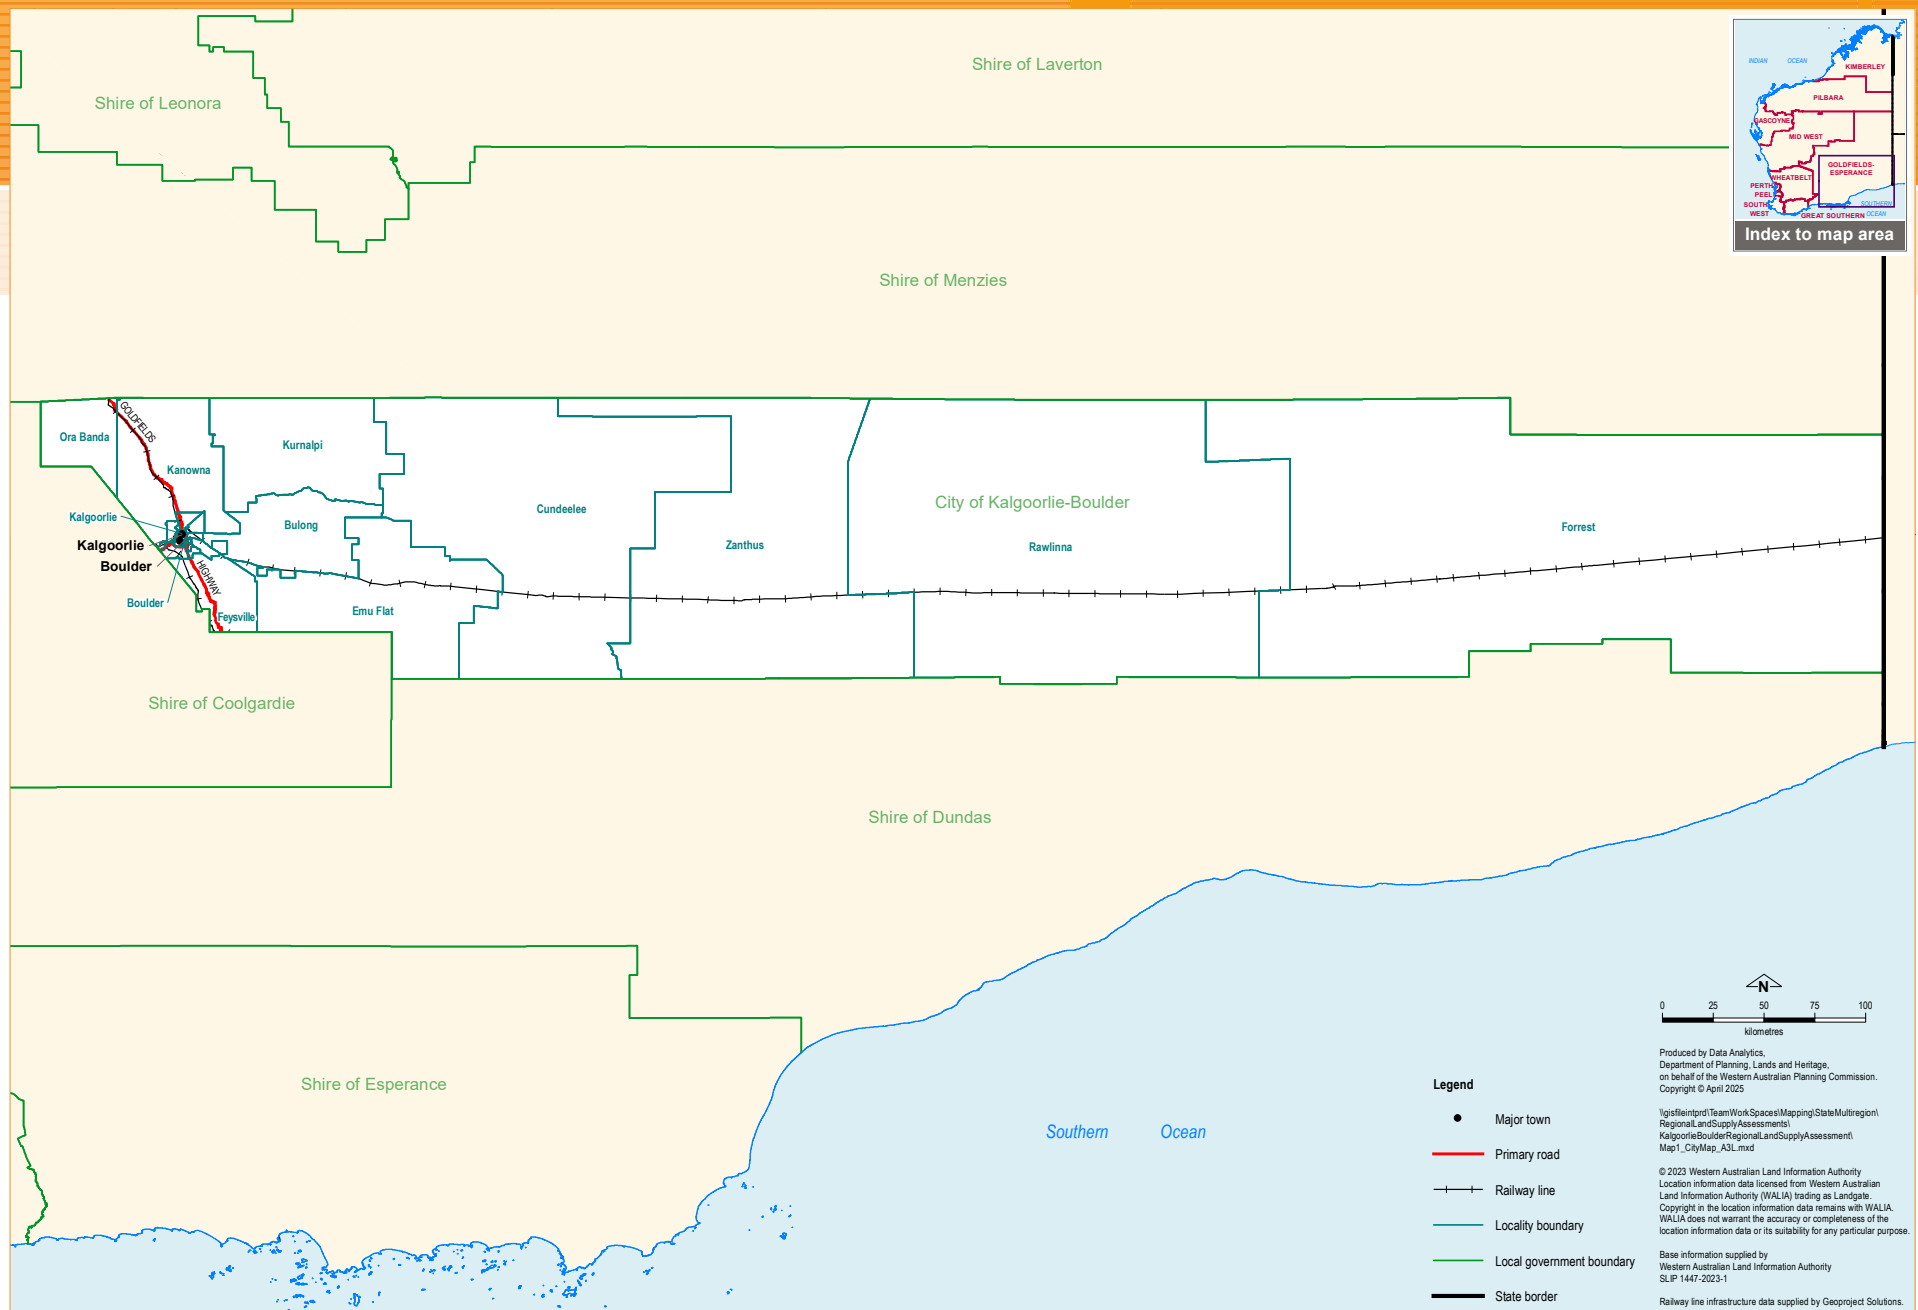 Shire of Laverton
Shire of Leonora
INDIAN OCEAN
KIMBERLEY
PILBARA
GASCOYNE
MID WEST
GOLDFIELDS-
ESPERANCE
WHEATBELT
PERTH
PEEL
SOUTH
WEST
SOUTHERN
OCEAN
GREAT SOUTHERN
Index to map area
Shire of Menzies
GOLDFIELDS
Ora Banda
Kanowna
Kurnalpi
Kalgoorlie
Bulong
Cundeelee
City of Kalgoorlie-Boulder
Forrest
Kalgoorlie
Boulder
Zanthus
Rawlinna
HIGHWAY
Boulder
Feysville
Emu Flat
Shire of Coolgardie
Shire of Dundas
Shire of Esperance
Southern Ocean
N
0 25 50 75 100
kilometres
Produced by Data Analytics,
Department of Planning, Lands and Heritage,
on behalf of the Western Australian Planning Commission.
Copyright © April 2025
\\gisfileintprd\TeamWorkSpaces\Mapping\StateMultiregion\
RegionalLandSupplyAssessments\
KalgoorlieBoulderRegionalLandSupplyAssessment\
Map1_CityMap_A3L.mxd
© 2023 Western Australian Land Information Authority
Location information data licensed from Western Australian
Land Information Authority (WALIA) trading as Landgate.
Copyright in the location information data remains with WALIA.
WALIA does not warrant the accuracy or completeness of the
location information data or its suitability for any particular purpose.
Base information supplied by
Western Australian Land Information Authority
SLIP 1447-2023-1
Railway line infrastructure data supplied by Geoproject Solutions.
Legend
Major town
Primary road
Railway line
Locality boundary
Local government boundary
State border